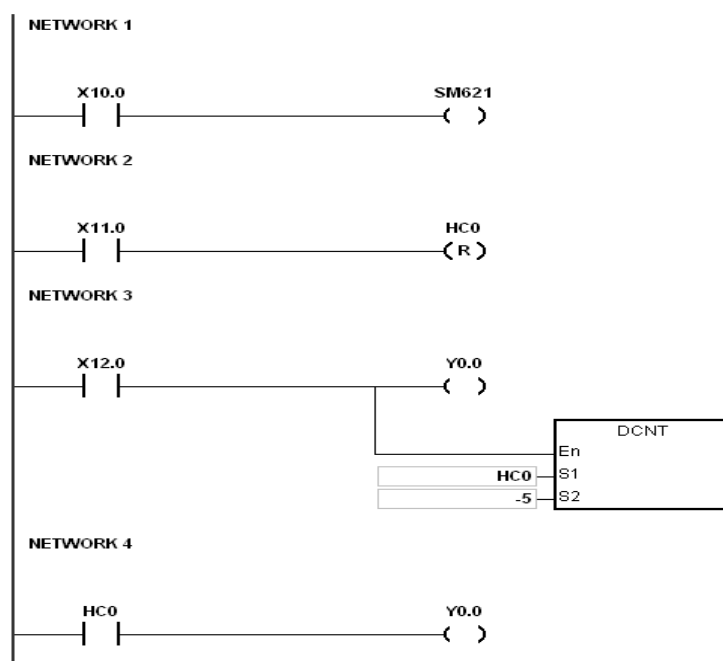 NETWORK 1
X10.0 SM621
NETWORK 2
X11.0 HC0
R
NETWORK 3
X12.0 Y0.0
DCNT
En
HC0 S1
-5 S2
NETWORK 4
HC0 Y0.0